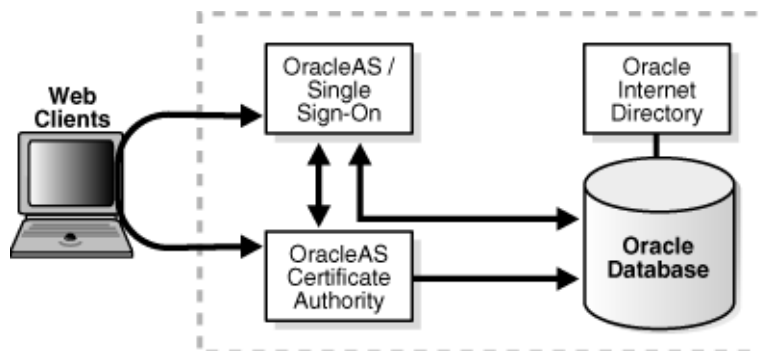 Web
Clients
OracleAS /
Single
Sign-On
Oracle
Internet
Directory
OracleAS
Certificate
Authority
Oracle
Database